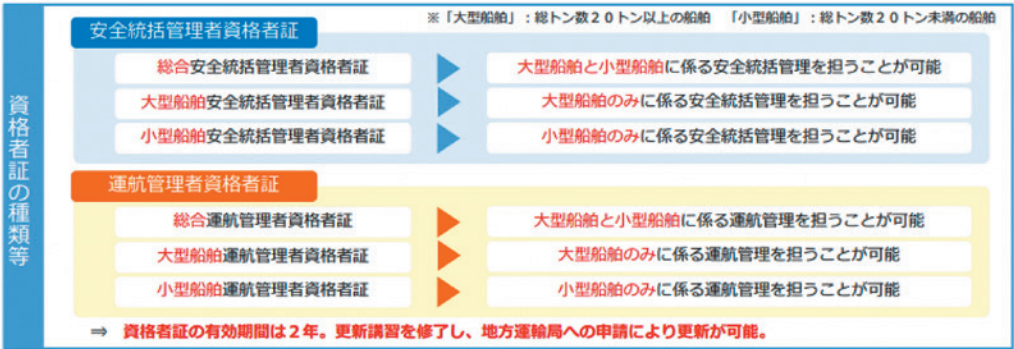 資格者証の種類等
※「大型船舶」：総トン数２０トン以上の船舶　「小型船舶」：総トン数２０トン未満の船舶
安全統括管理者資格者証
総合安全統括管理者資格者証　大型船舶と小型船舶に係る安全統括管理を担うことが可能
大型船舶安全統括管理者資格者証　大型船舶のみに係る安全統括管理を担うことが可能
小型船舶安全統括管理者資格者証　小型船舶のみに係る安全統括管理を担うことが可能
運航管理者資格者証
総合運航管理者資格者証　大型船舶と小型船舶に係る運航管理を担うことが可能
大型船舶運航管理者資格者証　大型船舶のみに係る運航管理を担うことが可能
小型船舶運航管理者資格者証　小型船舶のみに係る運航管理を担うことが可能
⇒　資格者証の有効期間は２年。更新講習を修了し、地方運輸局への申請により更新が可能。